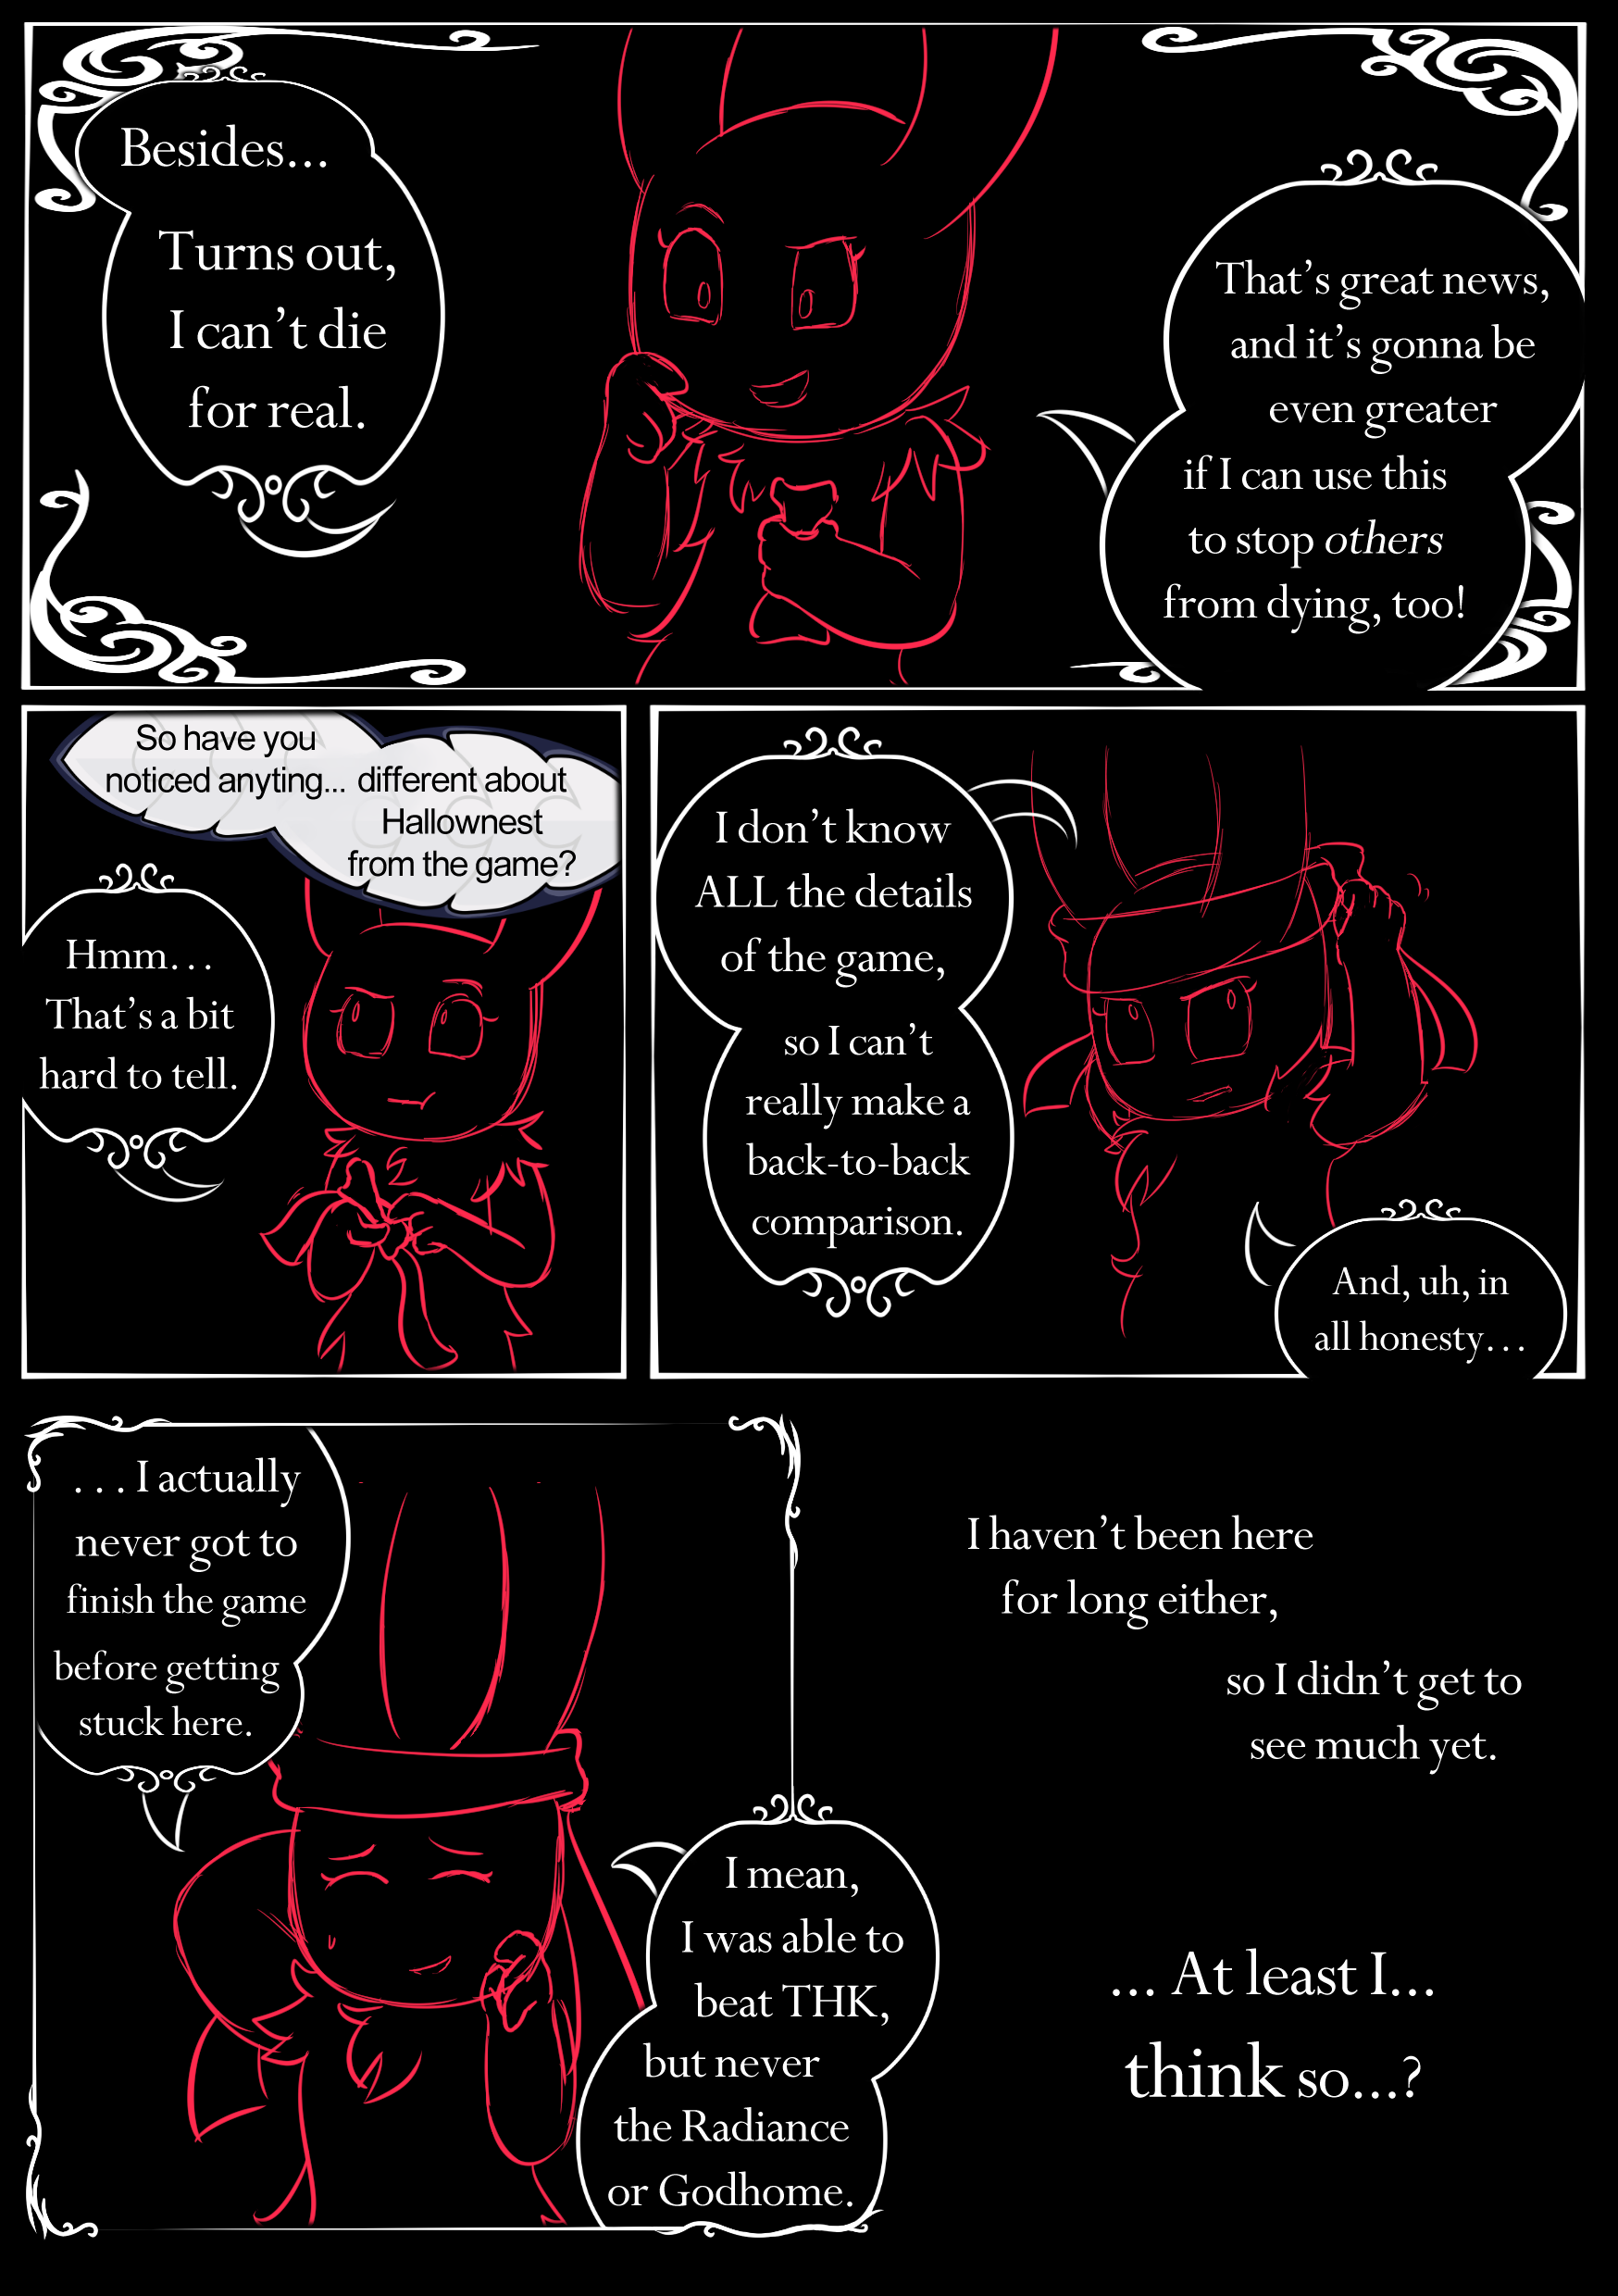 Besides...
Turns out,
I can't die
for real.
That's great news,
and it's gonna be
even greater
if I can use this
to stop others
from dying, too!
So have you
noticed anyting...
different about
Hallownest
from the game?
Hmm...
That's a bit
hard to tell.
I don't know
ALL the details
of the game,
so I can't
really make a
back-to-back
comparison.
And, uh, in
all honesty...
...I actually
never got to
finish the game
before getting
stuck here.
I mean,
I was able to
beat THK,
but never
the Radiance
or Godhome.
I haven't been here
for long either,
so I didn't get to
see much yet.
... At least I...
think so...?